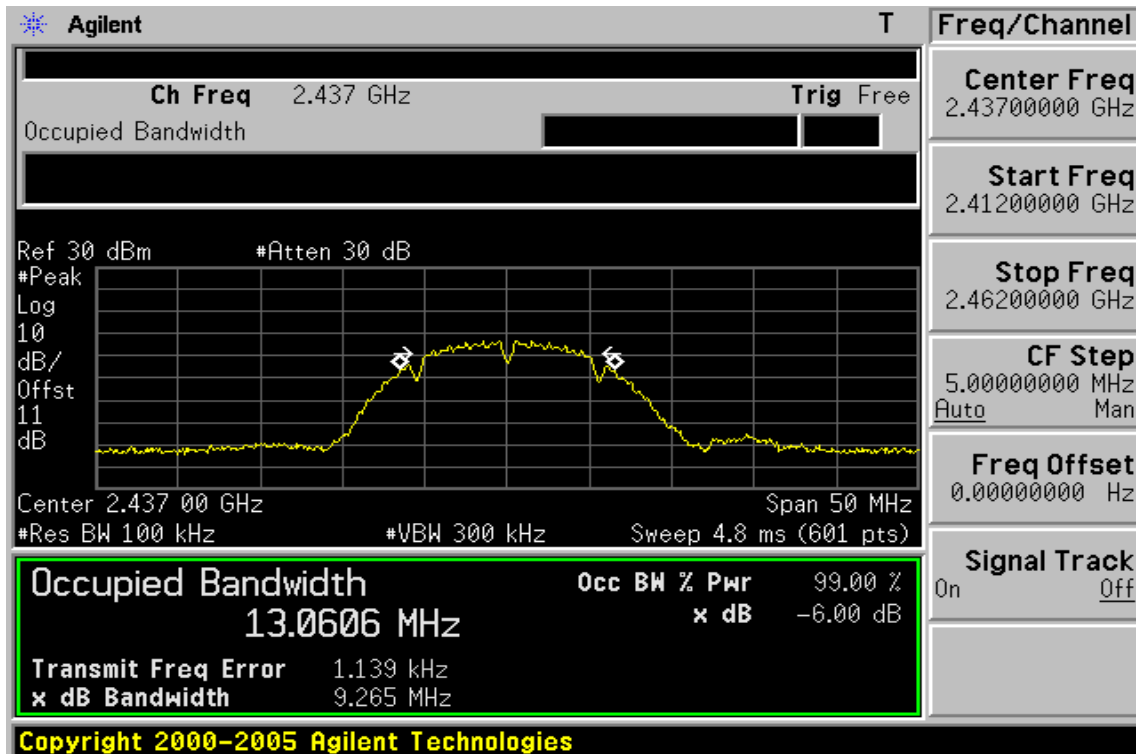 Agilent T
Freq/Channel
Ch Freq 2.437 GHz Trig Free
Occupied Bandwidth
Center Freq
2.43700000 GHz
Start Freq
2.41200000 GHz
Stop Freq
2.46200000 GHz
CF Step
5.00000000 MHz
Auto Man
Freq Offset
0.00000000 Hz
Signal Track
On Off
Ref 30 dBm #Atten 30 dB
#Peak
Log
10
dB/
Offst
11
dB
Center 2.437 00 GHz Span 50 MHz
#Res BW 100 kHz #VBW 300 kHz Sweep 4.8 ms (601 pts)
Occupied Bandwidth Occ BW % Pwr 99.00 %
13.0606 MHz x dB -6.00 dB
Transmit Freq Error 1.139 kHz
x dB Bandwidth 9.265 MHz
Copyright 2000-2005 Agilent Technologies